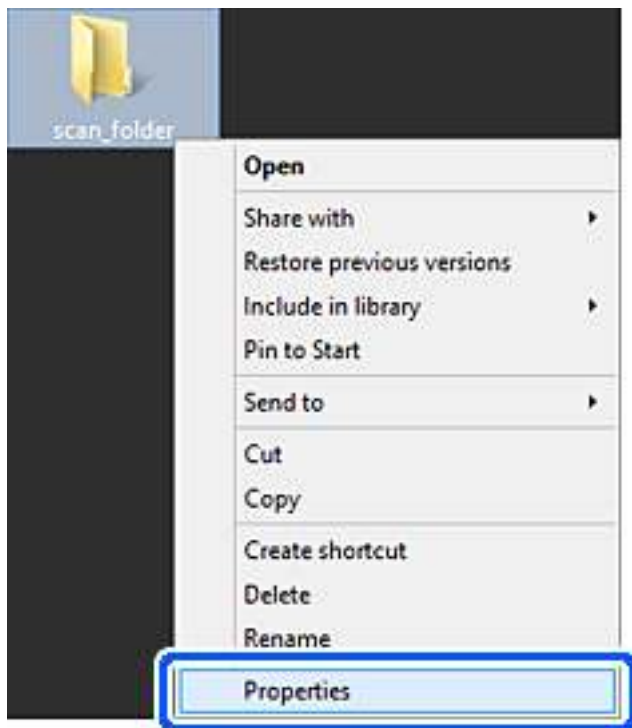 scan_folder
Open
Share with
Restore previous versions
Include in library
Pin to Start
Send to
Cut
Copy
Create shortcut
Delete
Rename
Properties